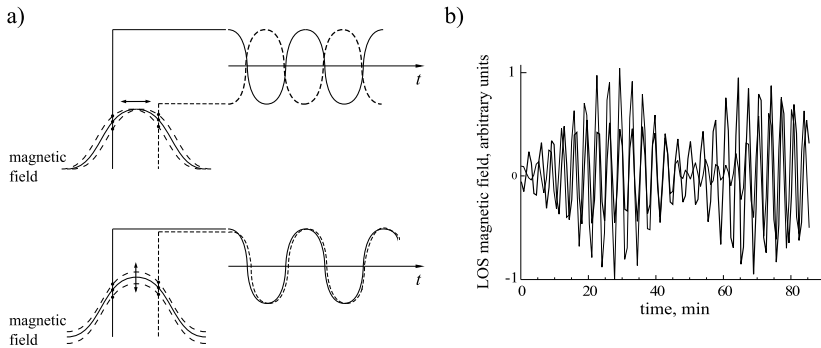 a)
t
magnetic
field
t
magnetic
field
b)
LOS magnetic field, arbitrary units
1
0
-1
0 20 40 60 80
time, min